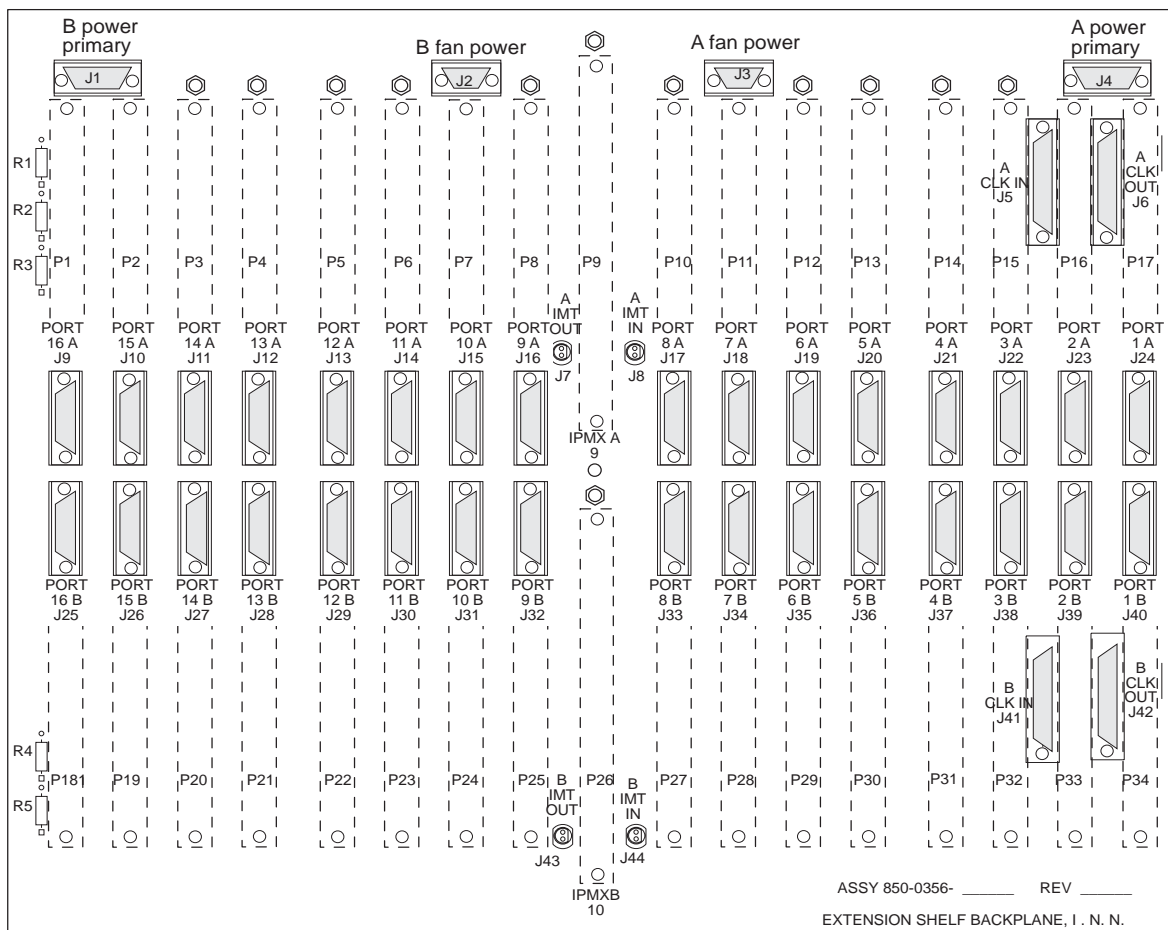 B power
primary
B fan power
A fan power
A power
primary
J1
J2
J3
J4
R1
R2
R3
A
CLK IN
J5
A
CLK
OUT
J6
P1 P2 P3 P4 P5 P6 P7 P8 P9 P10 P11 P12 P13 P14 P15 P16 P17
A
IMT
OUT
J7
A
IMT
IN
J8
PORT
16 A
J9
PORT
15 A
J10
PORT
14 A
J11
PORT
13 A
J12
PORT
12 A
J13
PORT
11 A
J14
PORT
10 A
J15
PORT
9 A
J16
PORT
8 A
J17
PORT
7 A
J18
PORT
6 A
J19
PORT
5 A
J20
PORT
4 A
J21
PORT
3 A
J22
PORT
2 A
J23
PORT
1 A
J24
IPMX A
9
PORT
16 B
J25
PORT
15 B
J26
PORT
14 B
J27
PORT
13 B
J28
PORT
12 B
J29
PORT
11 B
J30
PORT
10 B
J31
PORT
9 B
J32
PORT
8 B
J33
PORT
7 B
J34
PORT
6 B
J35
PORT
5 B
J36
PORT
4 B
J37
PORT
3 B
J38
PORT
2 B
J39
PORT
1 B
J40
B
CLK IN
J41
B
CLK
OUT
J42
R4
R5
P181 P19 P20 P21 P22 P23 P24 P25 P26 P27 P28 P29 P30 P31 P32 P33 P34
B
IMT
OUT
J43
B
IMT
IN
J44
IPMXB
10
ASSY 850-0356- ______ REV ______
EXTENSION SHELF BACKPLANE, I . N. N.